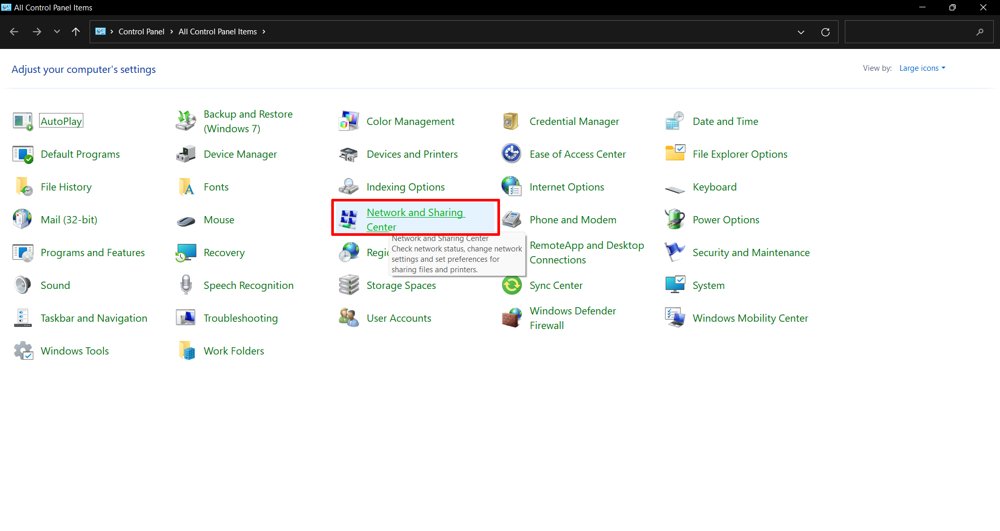 All Control Panel Items
Control Panel
All Control Panel Items
Adjust your computer's settings
View by: Large icons
AutoPlay
Backup and Restore
(Windows 7)
Color Management
Credential Manager
Date and Time
Default Programs
Device Manager
Devices and Printers
Ease of Access Center
File Explorer Options
File History
Fonts
Indexing Options
Internet Options
Keyboard
Mail (32-bit)
Mouse
Network and Sharing
Center
Phone and Modem
Power Options
Network and Sharing Center
Check network status, change network
settings and set preferences for
sharing files and printers.
Programs and Features
Recovery
RemoteApp and Desktop
Connections
Security and Maintenance
Sound
Speech Recognition
Storage Spaces
Sync Center
System
Taskbar and Navigation
Troubleshooting
User Accounts
Windows Defender
Firewall
Windows Mobility Center
Windows Tools
Work Folders